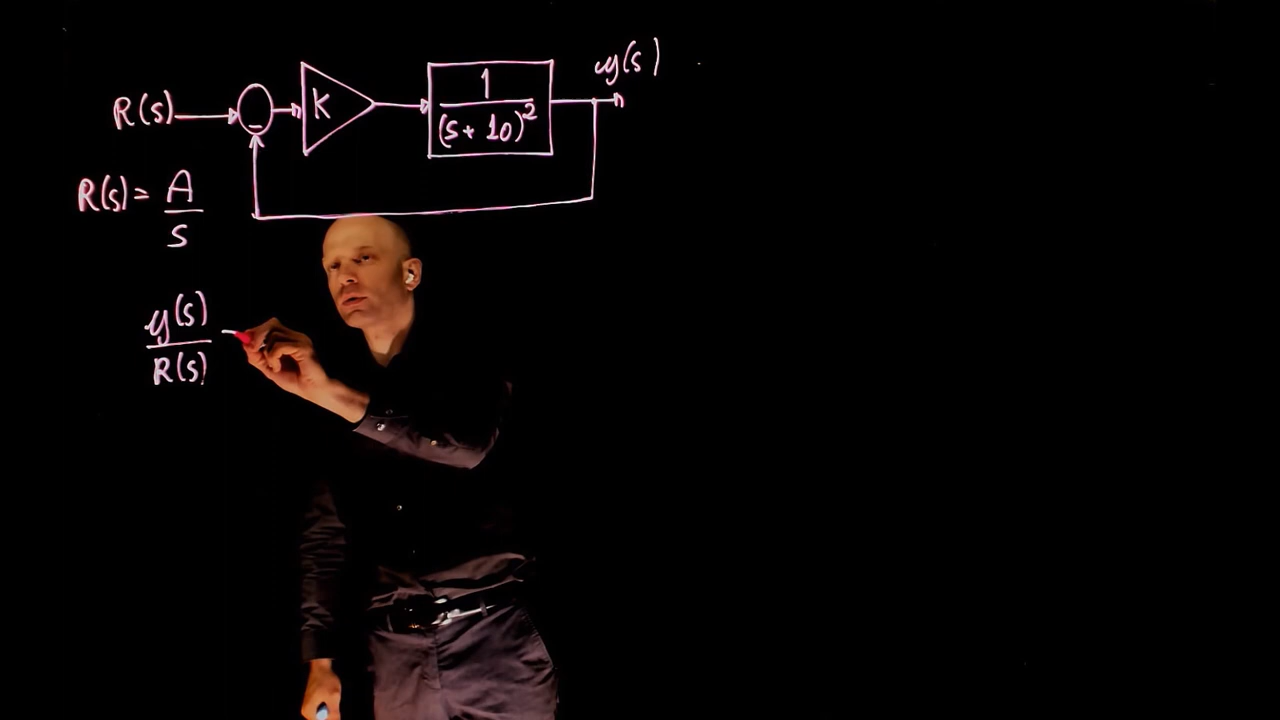 y(s)
R(s)
-
K
1/(s+10)²
R(s) = A/s
y(s)/R(s)